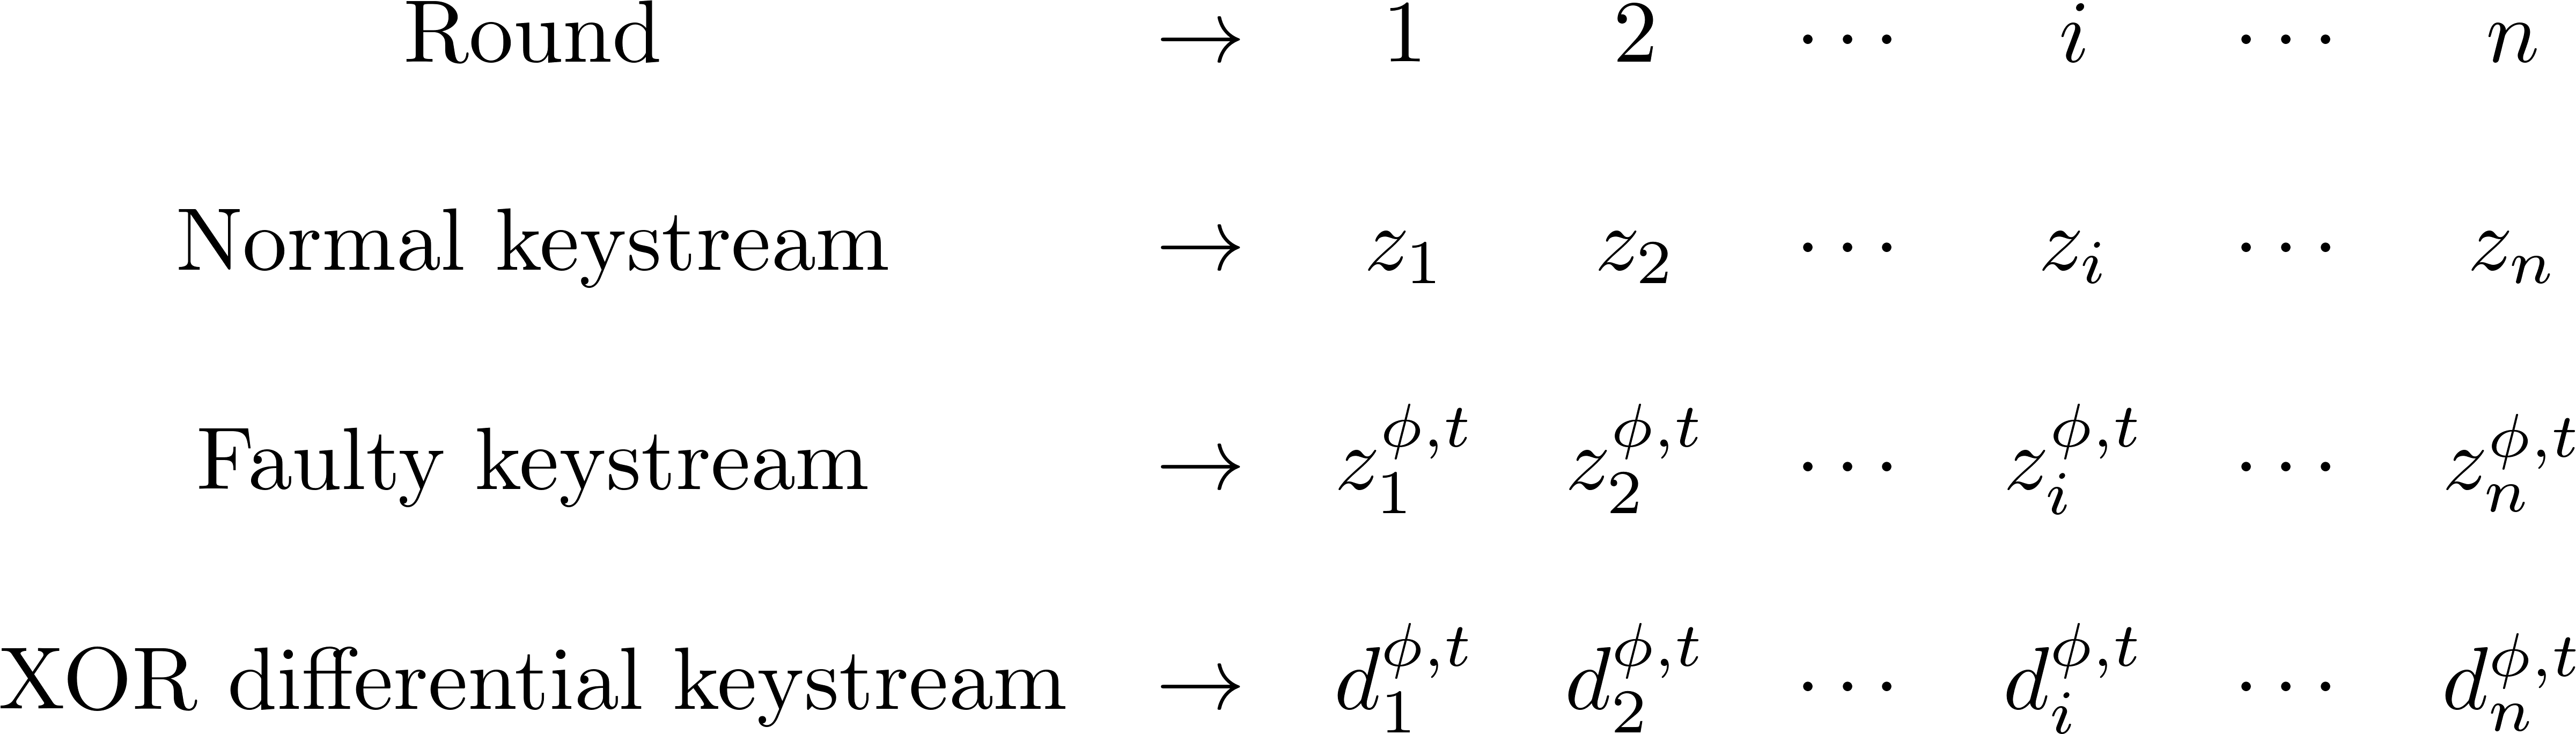 Round → 1 2 ⋯ i ⋯ n
Normal keystream → z_1 z_2 ⋯ z_i ⋯ z_n
Faulty keystream → z_1^{ϕ,t} z_2^{ϕ,t} ⋯ z_i^{ϕ,t} ⋯ z_n^{ϕ,t}
XOR differential keystream → d_1^{ϕ,t} d_2^{ϕ,t} ⋯ d_i^{ϕ,t} ⋯ d_n^{ϕ,t}